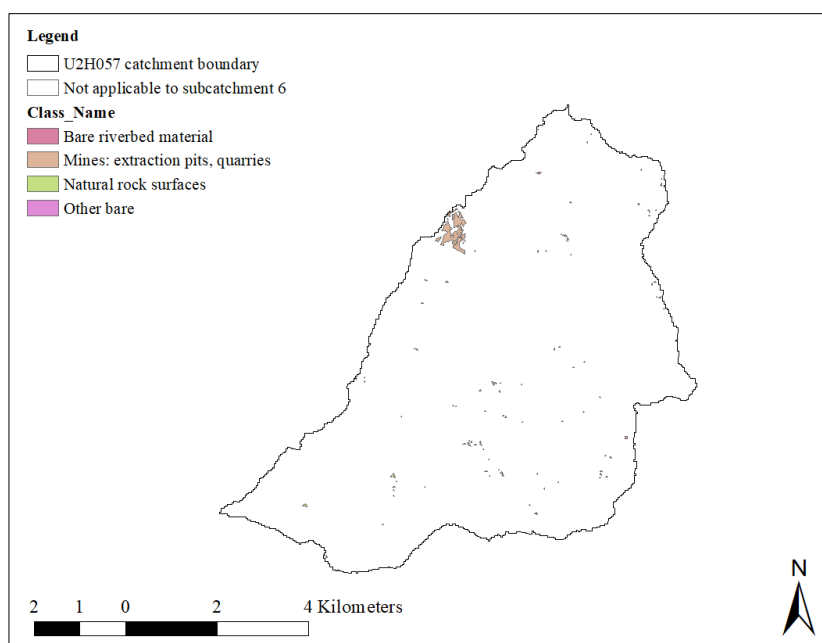 Legend
U2H057 catchment boundary
Not applicable to subcatchment 6
Class_Name
Bare riverbed material
Mines: extraction pits, quarries
Natural rock surfaces
Other bare
N
2 1 0 2 4 Kilometers